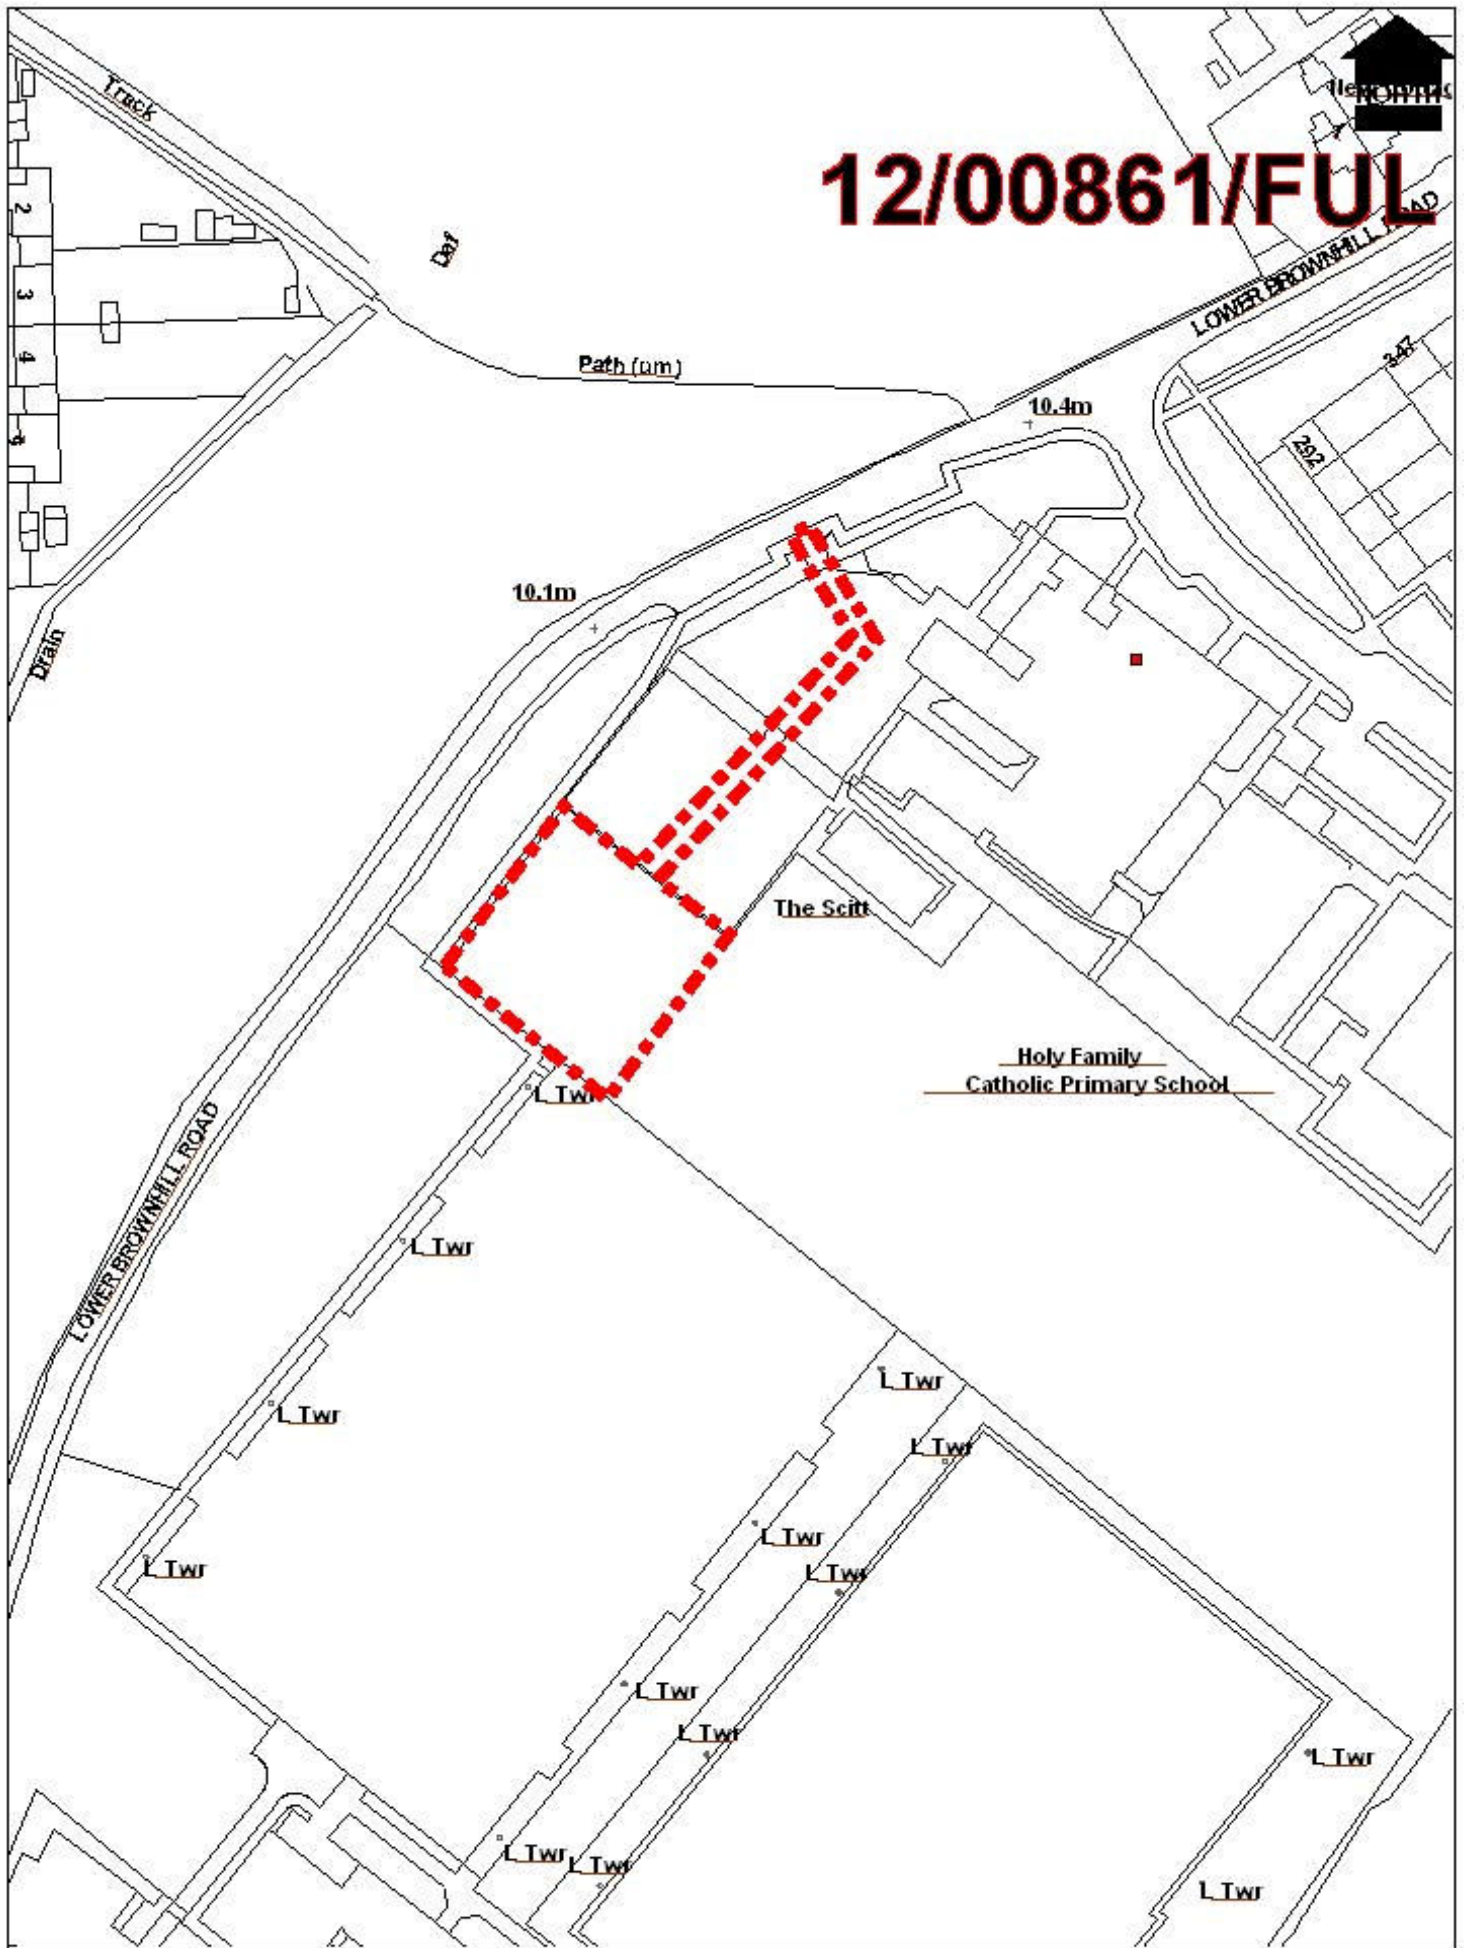 Track
12/00861/FUL
2
Def
LOWER BROWNHILL ROAD
3
347
4
Path (um)
10.4m
292
10.1m
Drain
The Scitt
Holy Family
Catholic Primary School
L Twr
LOWER BROWNHILL ROAD
L Twr
L Twr
L Twr
L Twr
L Twr
L Twr
L Twr
L Twr
L Twr
L Twr
L Twr
L Twr
L Twr